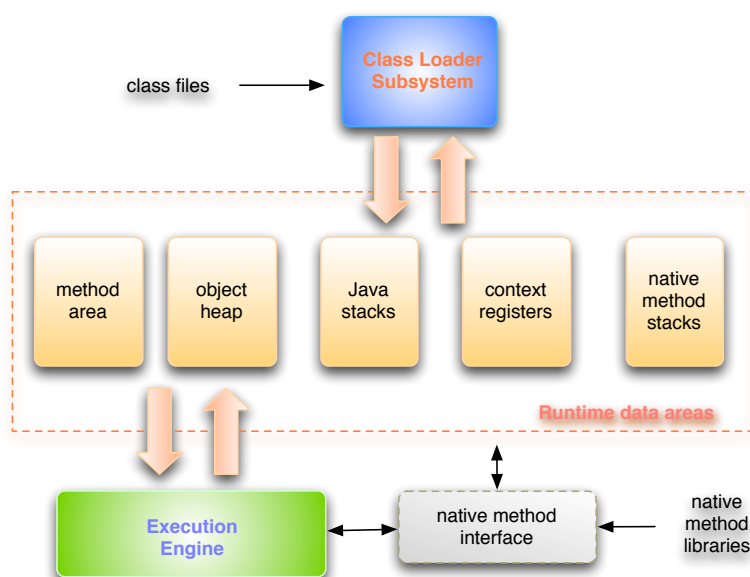 Class Loader
Subsystem
class files
method
area
object
heap
Java
stacks
context
registers
native
method
stacks
Runtime data areas
Execution
Engine
native method
interface
native
method
libraries